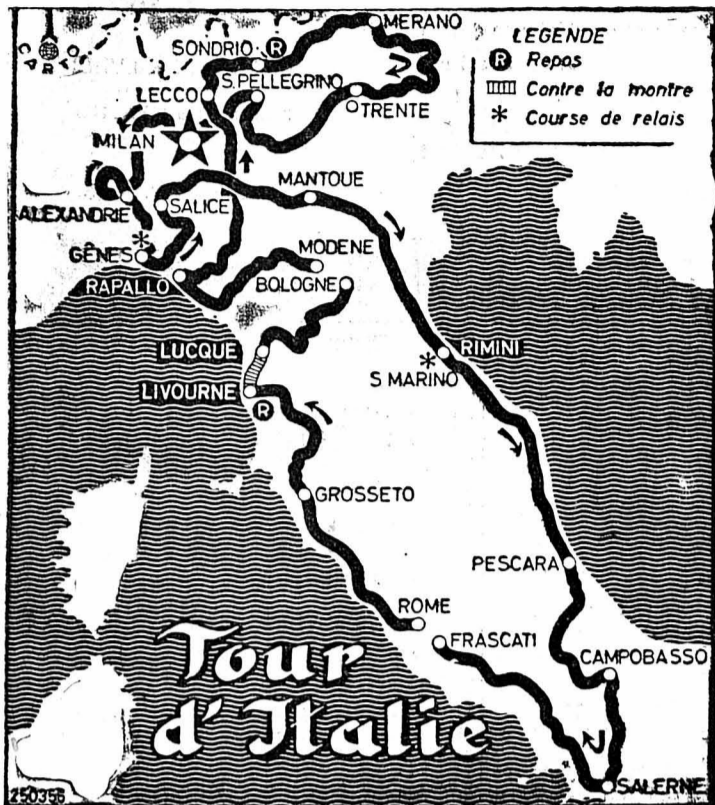 CARTO
MERANO
SONDRIO
R
S. PELLEGRINO
LECCO
TRENTE
LEGENDE
R Repos
Contre la montre
* Course de relais
MILAN
MANTOUE
ALEXANDRIE
SALICE
*
GÊNES
MODENE
RAPALLO
BOLOGNE
LUCQUE
RIMINI
*
S MARINO
LIVOURNE
R
GROSSETO
PESCARA
ROME
FRASCATI
CAMPOBASSO
Tour
d'Italie
SALERNE
250356